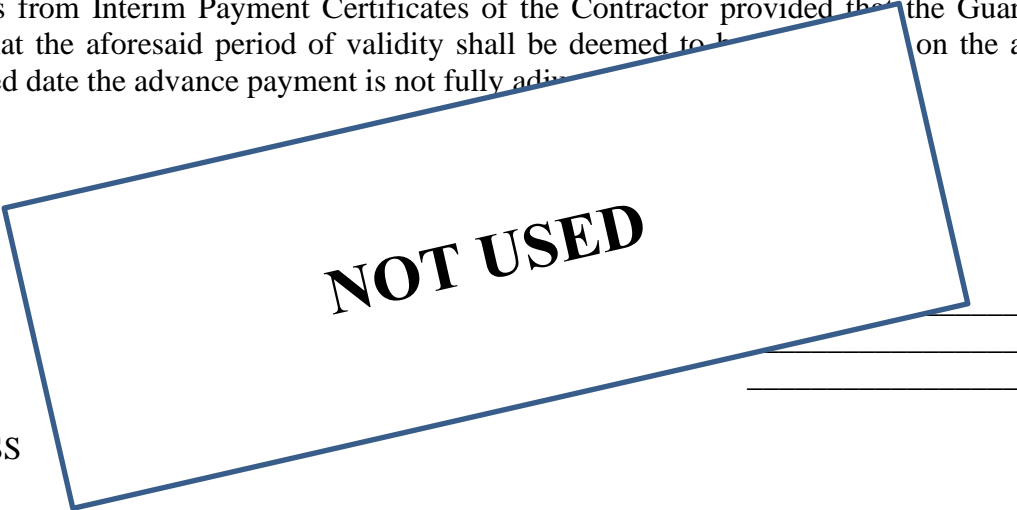 s from Interim Payment Certificates of the Contractor provided that the Guar
at the aforesaid period of validity shall be deemed to on the a
ed date the advance payment is not fully
NOT USED
SS